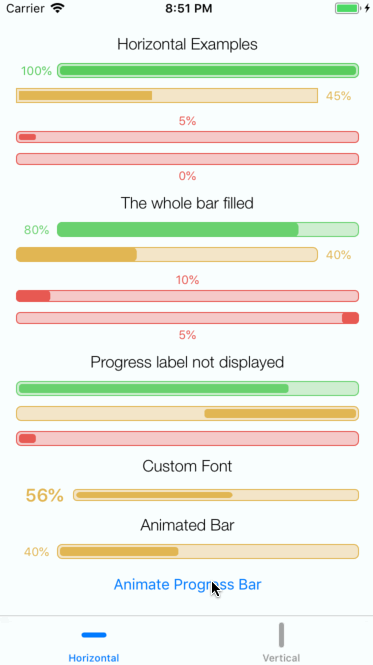 Carrier 8:51 PM
Horizontal Examples
100%
45%
5%
0%
The whole bar filled
80%
40%
10%
5%
Progress label not displayed
Custom Font
56%
Animated Bar
40%
Animate Progress Bar
Horizontal Vertical